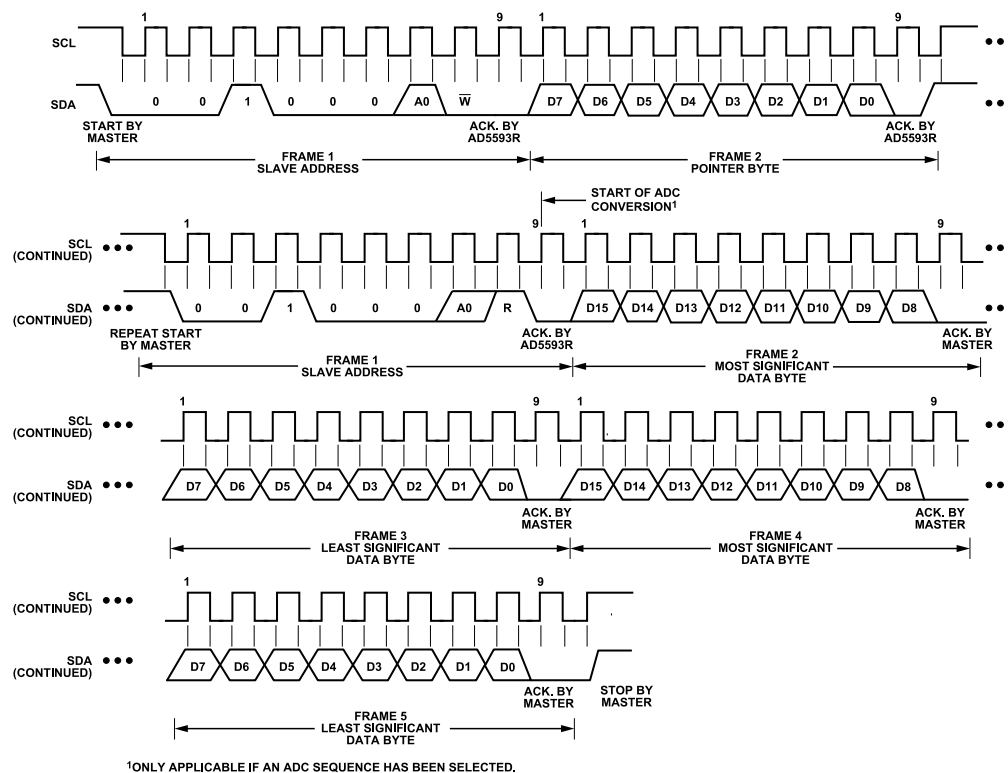 1 9 1 9
SCL
SDA 0 0 1 0 0 0 A0 W̅ D7 D6 D5 D4 D3 D2 D1 D0
START BY
MASTER
ACK. BY
AD5593R
ACK. BY
AD5593R
FRAME 1
SLAVE ADDRESS
FRAME 2
POINTER BYTE
START OF ADC
CONVERSION¹
1 9 1 9
SCL
(CONTINUED)
SDA
(CONTINUED)
0 0 1 0 0 0 A0 R D15 D14 D13 D12 D11 D10 D9 D8
REPEAT START
BY MASTER
ACK. BY
AD5593R
ACK. BY
MASTER
FRAME 1
SLAVE ADDRESS
FRAME 2
MOST SIGNIFICANT
DATA BYTE
1 9 1 9
SCL
(CONTINUED)
SDA
(CONTINUED)
D7 D6 D5 D4 D3 D2 D1 D0 D15 D14 D13 D12 D11 D10 D9 D8
ACK. BY
MASTER
ACK. BY
MASTER
FRAME 3
LEAST SIGNIFICANT
DATA BYTE
FRAME 4
MOST SIGNIFICANT
DATA BYTE
1 9
SCL
(CONTINUED)
SDA
(CONTINUED)
D7 D6 D5 D4 D3 D2 D1 D0
ACK. BY
MASTER
STOP BY
MASTER
FRAME 5
LEAST SIGNIFICANT
DATA BYTE
¹ONLY APPLICABLE IF AN ADC SEQUENCE HAS BEEN SELECTED.